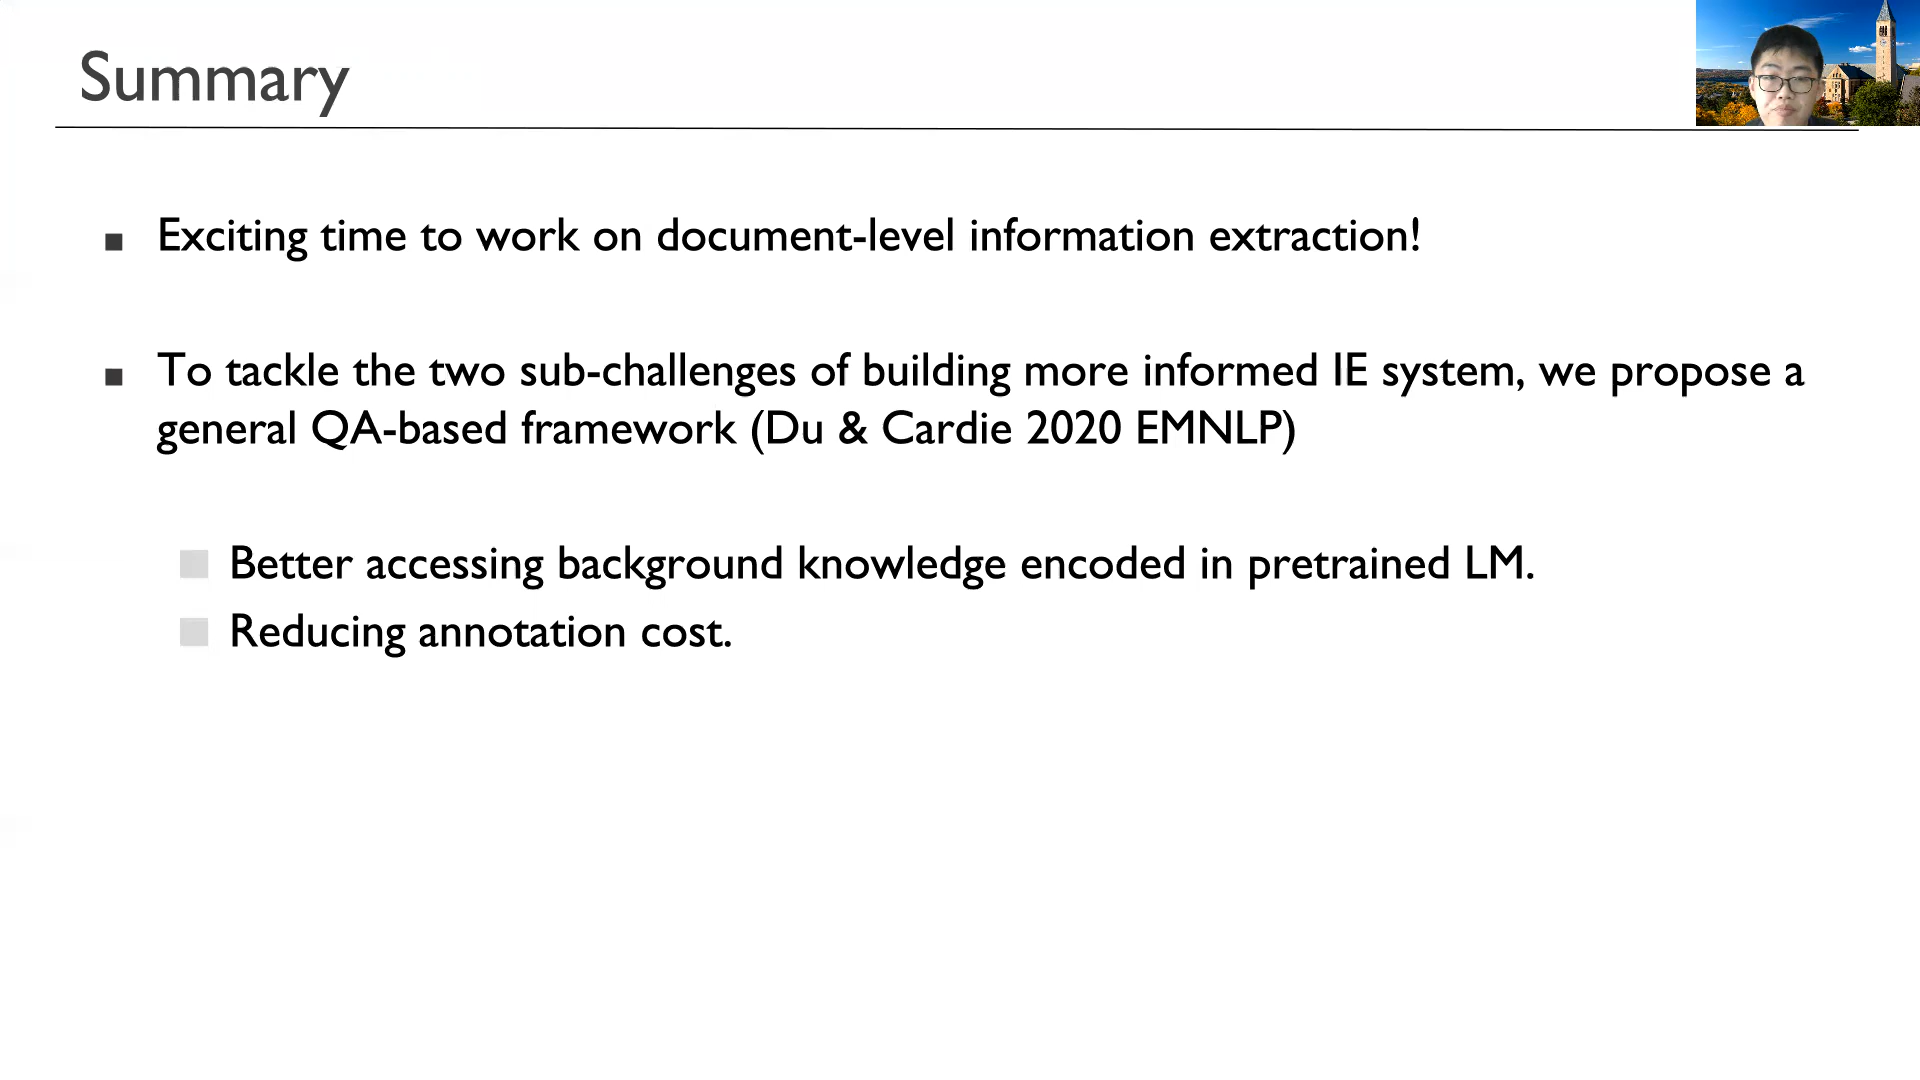 Summary
Exciting time to work on document-level information extraction!
To tackle the two sub-challenges of building more informed IE system, we propose a
general QA-based framework (Du & Cardie 2020 EMNLP)
Better accessing background knowledge encoded in pretrained LM.
Reducing annotation cost.